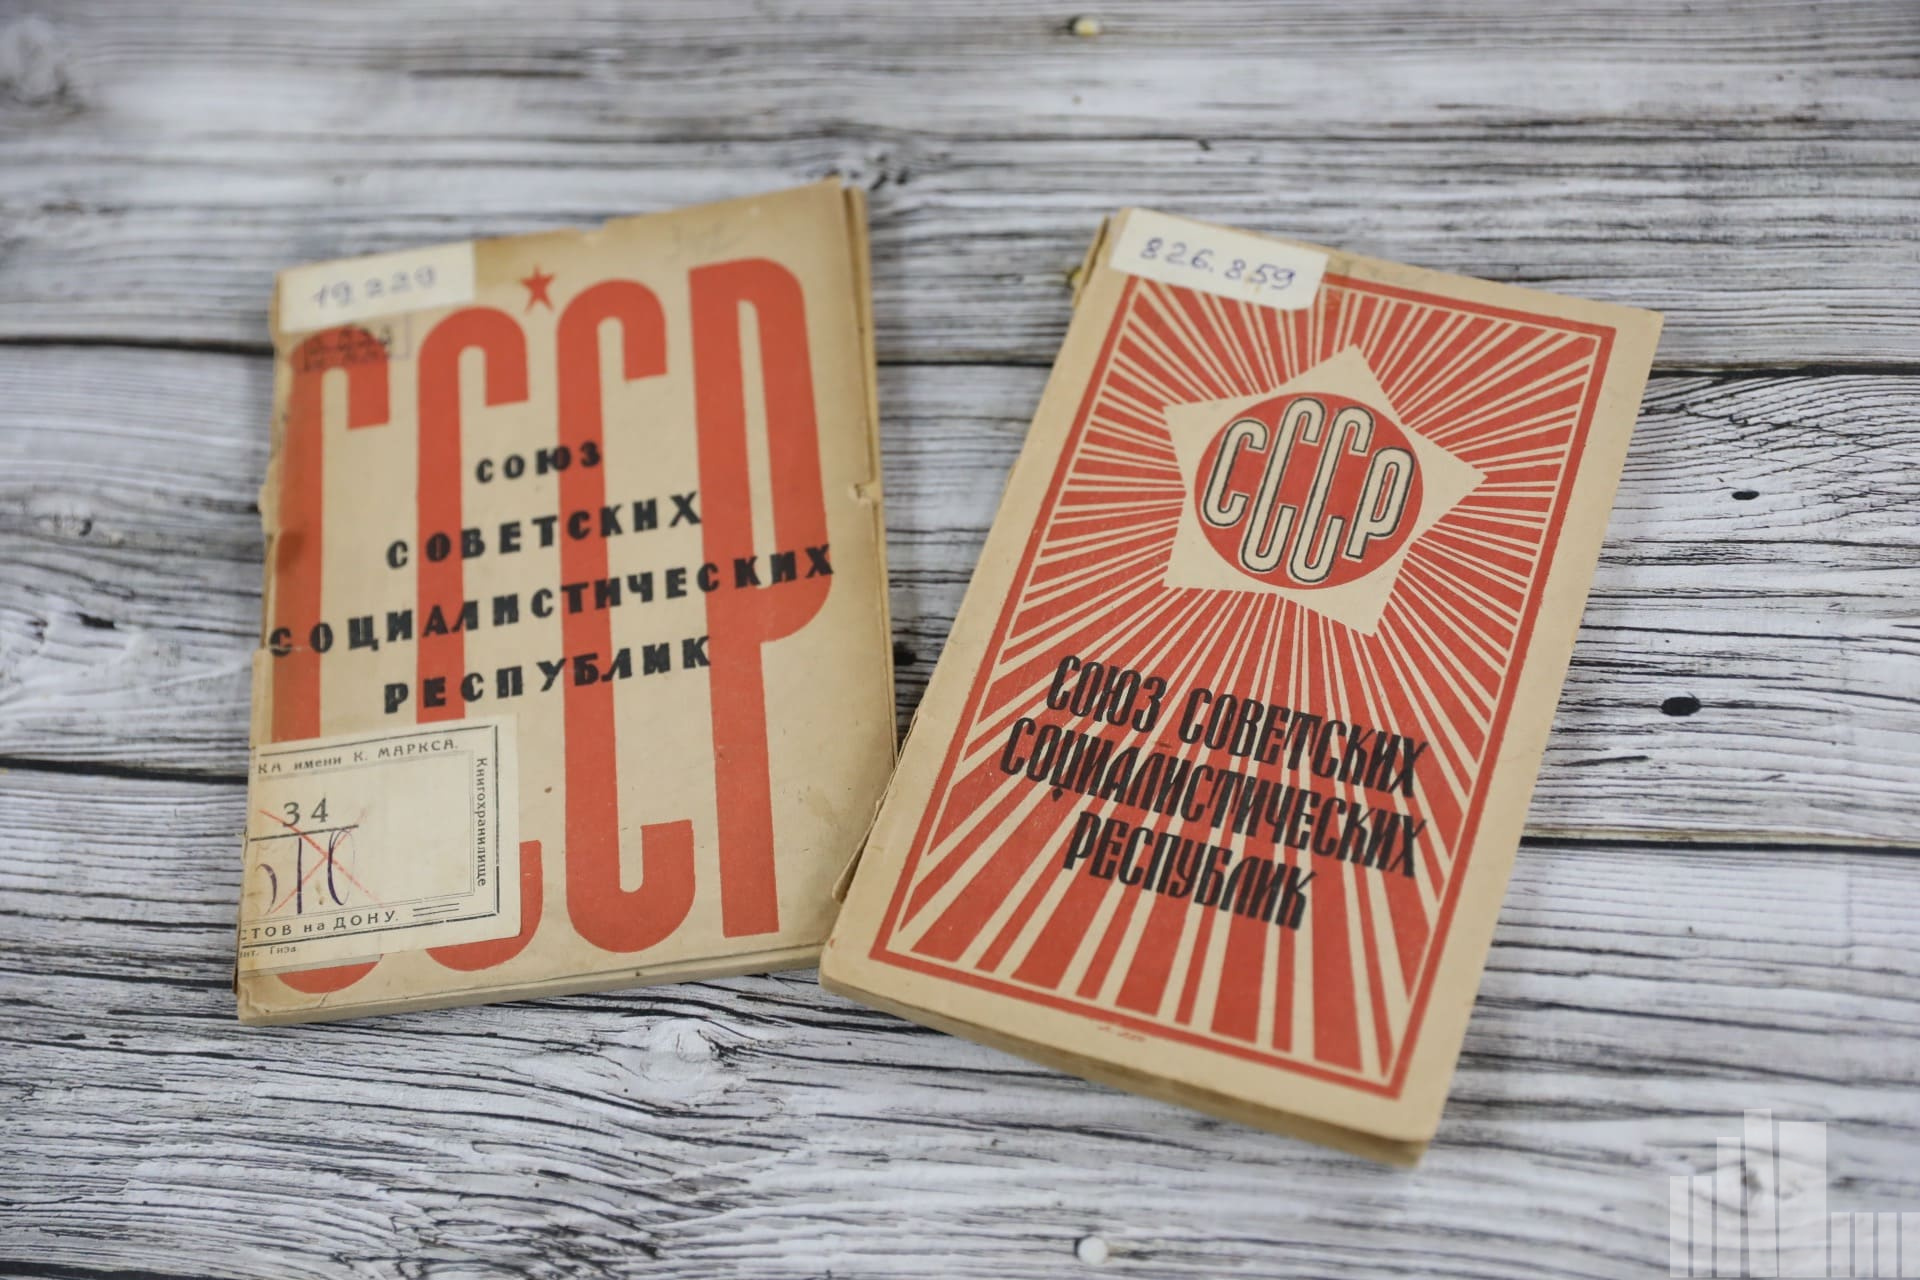 19 229
СССР
СОЮЗ
СОВЕТСКИХ
СОЦИАЛИСТИЧЕСКИХ
РЕСПУБЛИК
КА имени К. МАРКСА.
Книгохранилище
34
СТОВ на ДОНУ.
826.859
СССР
СОЮЗ СОВЕТСКИХ
СОЦИАЛИСТИЧЕСКИХ
РЕСПУБЛИК